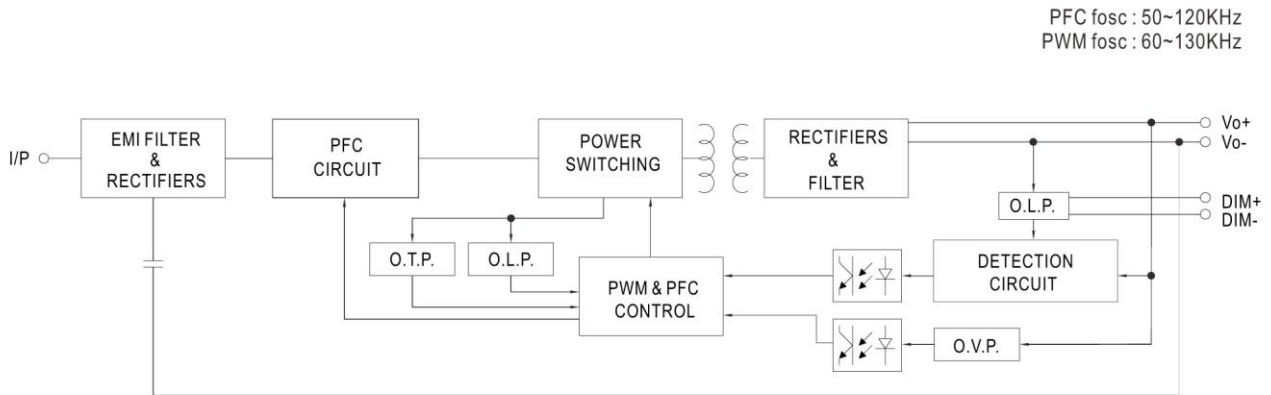 PFC fosc : 50~120KHz
PWM fosc : 60~130KHz
I/P
EMI FILTER
&
RECTIFIERS
PFC
CIRCUIT
POWER
SWITCHING
RECTIFIERS
&
FILTER
Vo+
Vo-
DIM+
DIM-
O.L.P.
O.T.P.
O.L.P.
PWM & PFC
CONTROL
DETECTION
CIRCUIT
O.V.P.